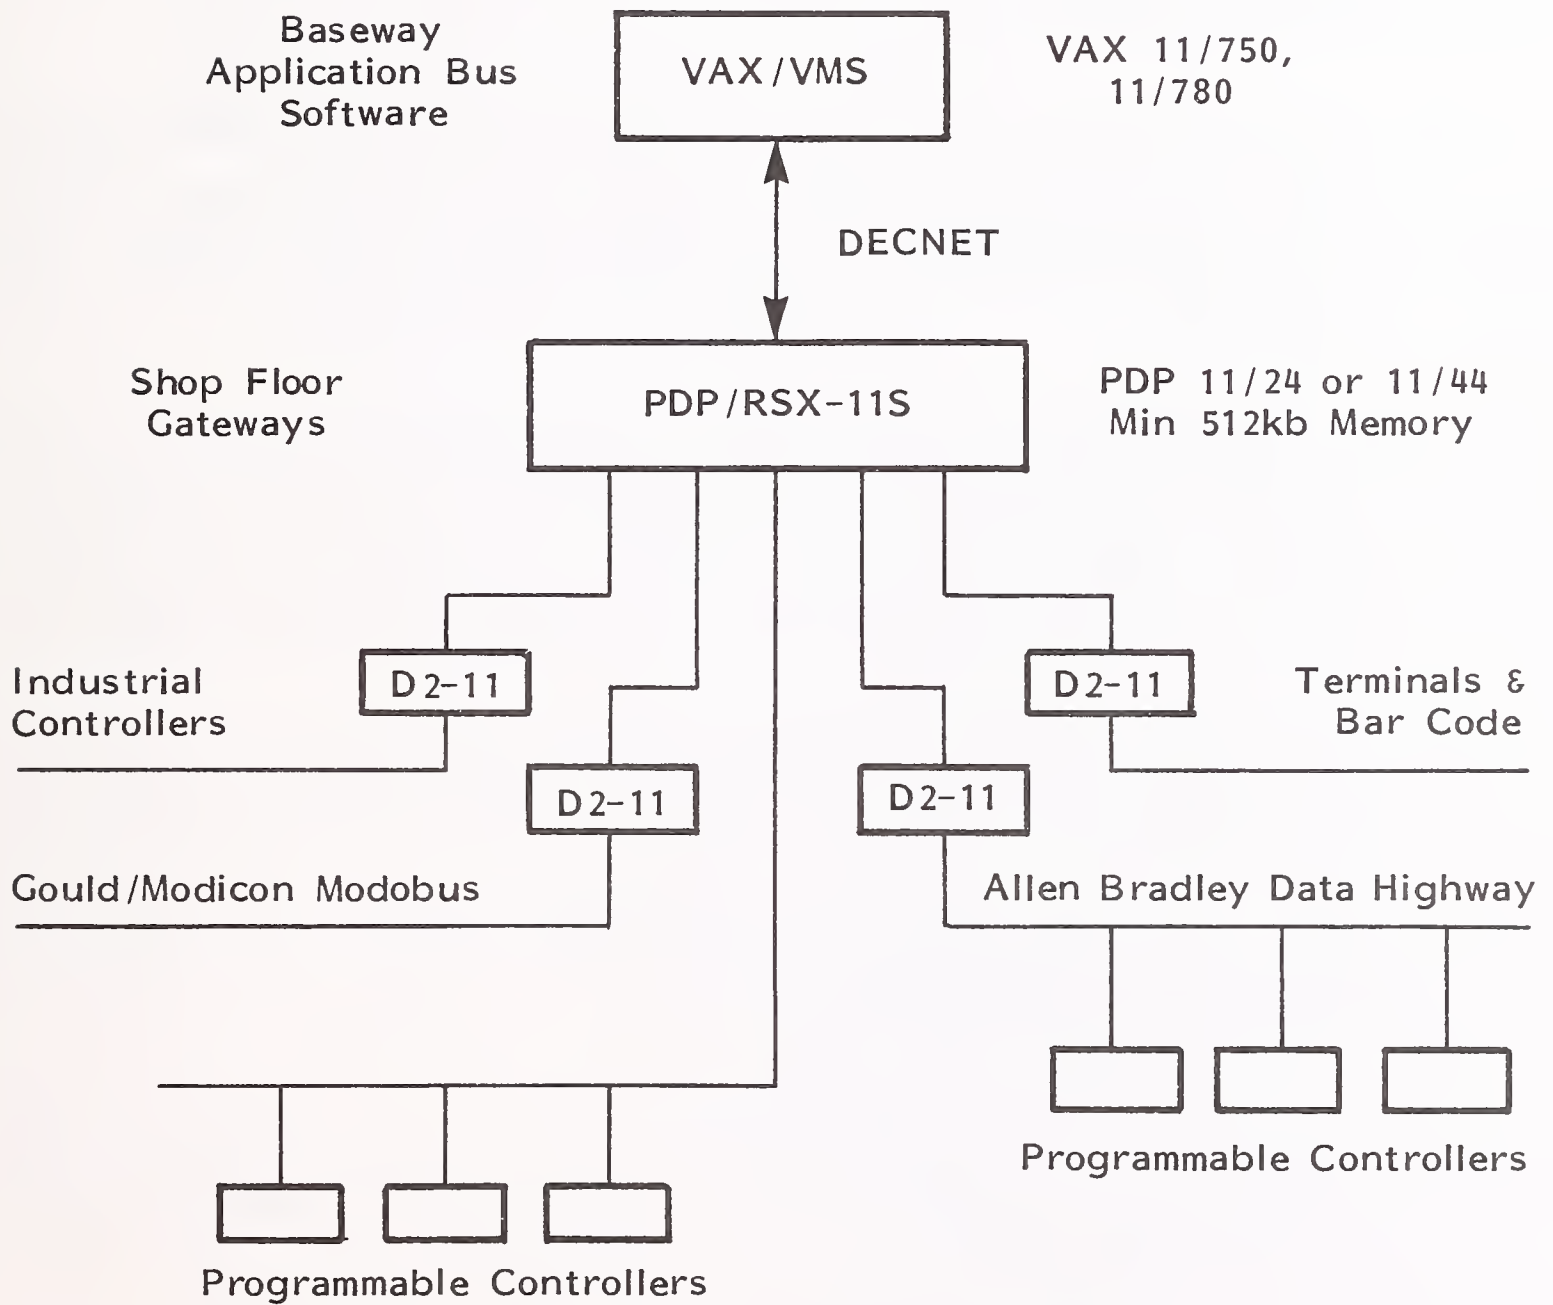 Baseway
Application Bus
Software
VAX/VMS
VAX 11/750,
11/780
DECNET
Shop Floor
Gateways
PDP/RSX-11S
PDP 11/24 or 11/44
Min 512kb Memory
Industrial
Controllers
D2-11
D2-11
Terminals &
Bar Code
D2-11
D2-11
Gould/Modicon Modobus
Allen Bradley Data Highway
Programmable Controllers
Programmable Controllers